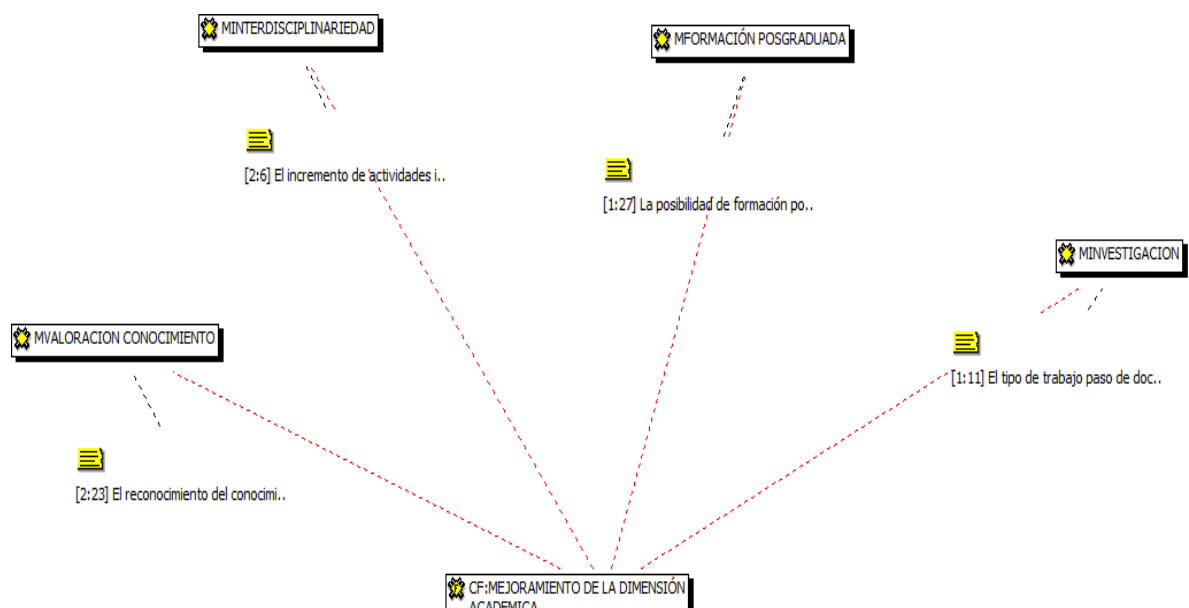 MINTERDISCIPLINARIEDAD
MFORMACIÓN POSGRADUADA
[2:6] El incremento de actividades i..
[1:27] La posibilidad de formación po..
MINVESTIGACION
MVALORACION CONOCIMIENTO
[1:11] El tipo de trabajo paso de doc..
[2:23] El reconocimiento del conocimi..
CF:MEJORAMIENTO DE LA DIMENSIÓN
ACADEMICA